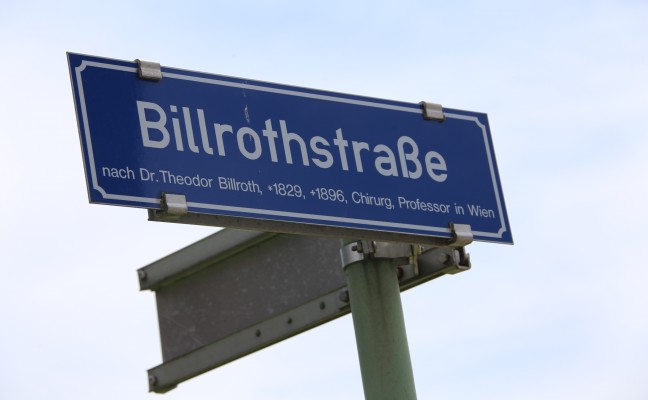 Billrothstraße
nach Dr. Theodor Billroth, *1829, +1896, Chirurg, Professor in Wien